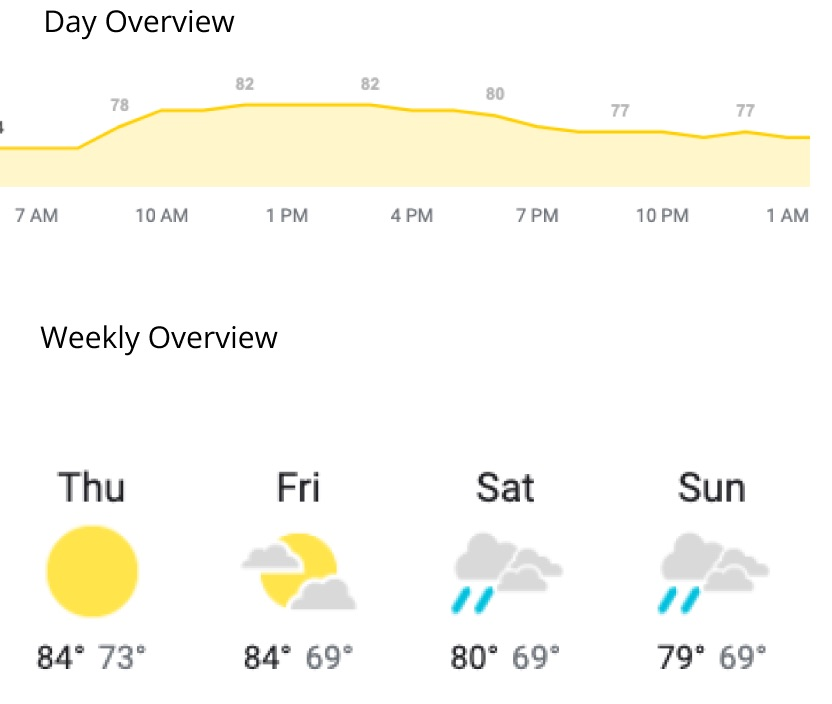 Day Overview
82 82
78 80
77 77
7 AM 10 AM 1 PM 4 PM 7 PM 10 PM 1 AM
Weekly Overview
Thu Fri Sat Sun
84° 73° 84° 69° 80° 69° 79° 69°